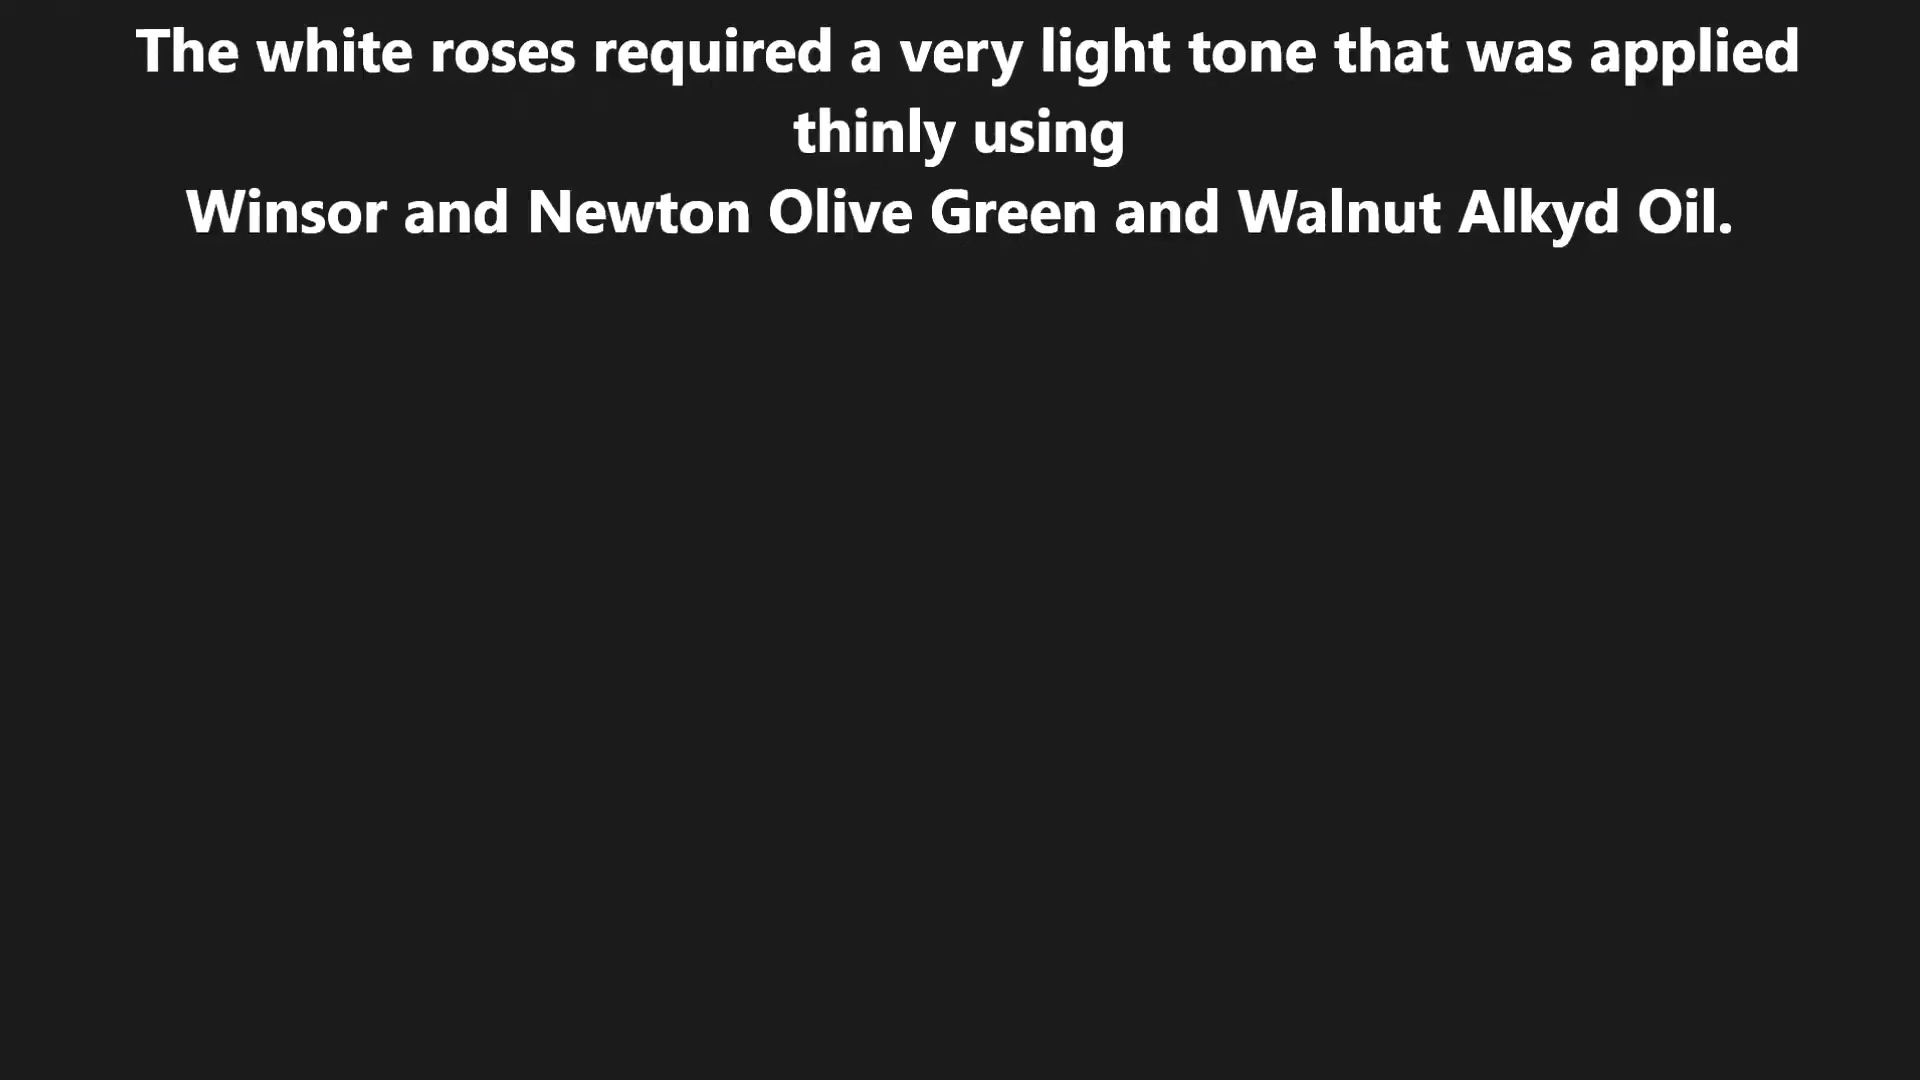 The white roses required a very light tone that was applied
thinly using
Winsor and Newton Olive Green and Walnut Alkyd Oil.